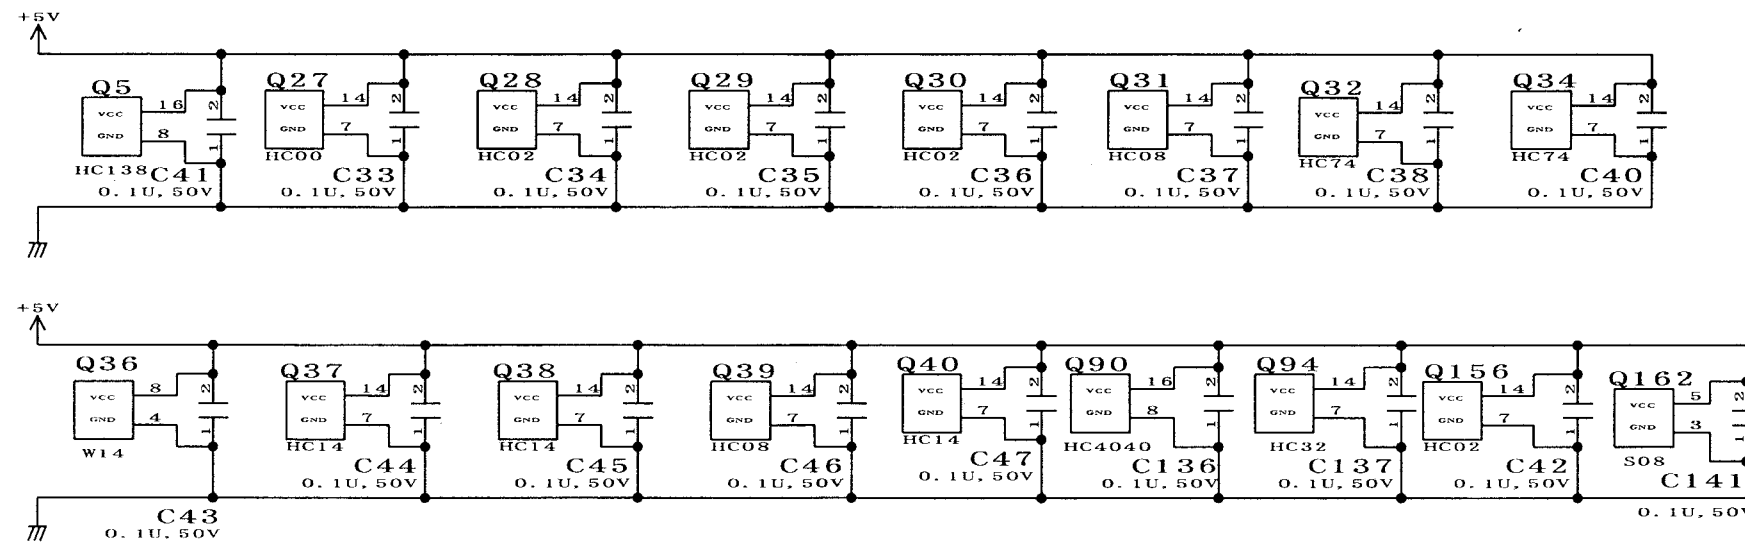 +5V
Q5
16
VCC
2
GND
8
1
HC138
C41
0.1U,50V
Q27
14
VCC
2
GND
7
1
HC00
C33
0.1U,50V
Q28
14
VCC
2
GND
7
1
HC02
C34
0.1U,50V
Q29
14
VCC
2
GND
7
1
HC02
C35
0.1U,50V
Q30
14
VCC
2
GND
7
1
HC02
C36
0.1U,50V
Q31
14
VCC
2
GND
7
1
HC08
C37
0.1U,50V
Q32
14
VCC
2
GND
7
1
HC74
C38
0.1U,50V
Q34
14
VCC
2
GND
7
1
HC74
C40
0.1U,50V
+5V
Q36
8
VCC
2
GND
4
1
W14
C43
0.1U,50V
Q37
14
VCC
2
GND
7
1
HC14
C44
0.1U,50V
Q38
14
VCC
2
GND
7
1
HC14
C45
0.1U,50V
Q39
14
VCC
2
GND
7
1
HC08
C46
0.1U,50V
Q40
14
VCC
2
GND
7
1
HC14
C47
0.1U,50V
Q90
16
VCC
2
GND
8
1
HC4040
C136
0.1U,50V
Q94
14
VCC
2
GND
7
1
HC32
C137
0.1U,50V
Q156
14
VCC
2
GND
7
1
HC02
C42
0.1U,50V
Q162
5
VCC
2
GND
3
1
S08
C141
0.1U,50V